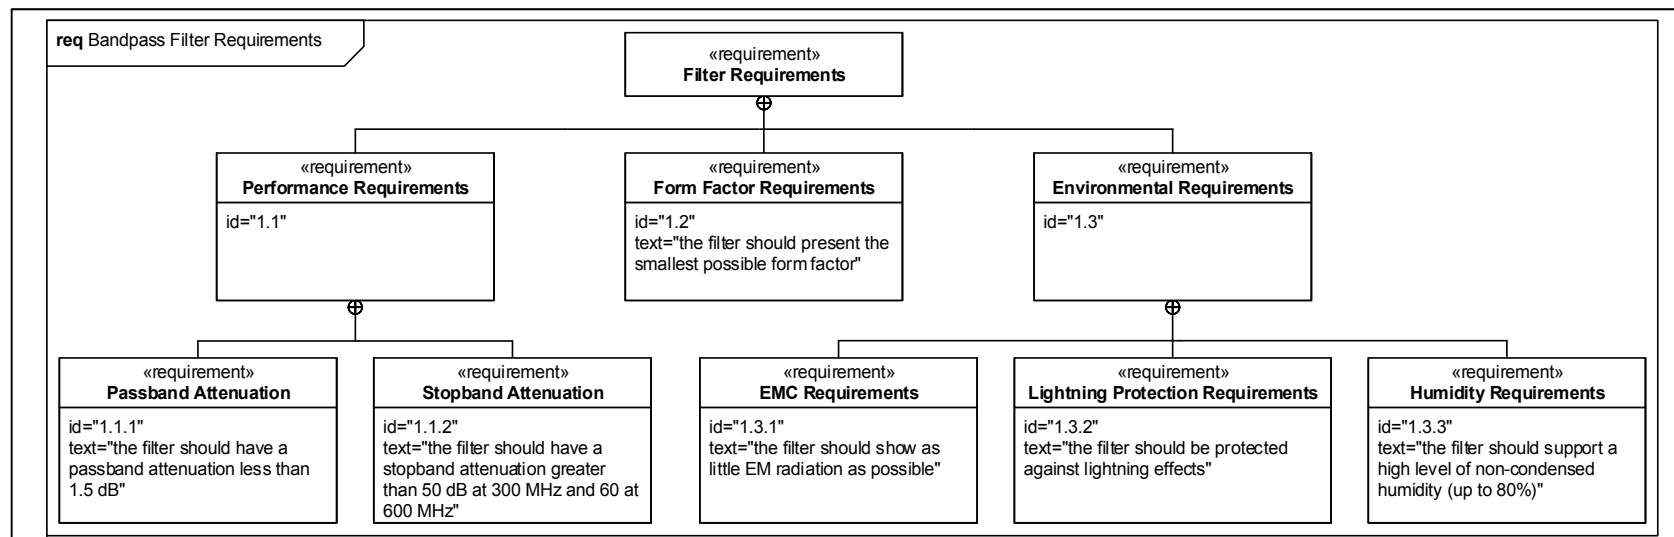 req Bandpass Filter Requirements
«requirement»
Filter Requirements
«requirement»
Performance Requirements
id="1.1"
«requirement»
Form Factor Requirements
id="1.2"
text="the filter should present the
smallest possible form factor"
«requirement»
Environmental Requirements
id="1.3"
«requirement»
Passband Attenuation
id="1.1.1"
text="the filter should have a
passband attenuation less than
1.5 dB"
«requirement»
Stopband Attenuation
id="1.1.2"
text="the filter should have a
stopband attenuation greater
than 50 dB at 300 MHz and 60 at
600 MHz"
«requirement»
EMC Requirements
id="1.3.1"
text="the filter should show as
little EM radiation as possible"
«requirement»
Lightning Protection Requirements
id="1.3.2"
text="the filter should be protected
against lightning effects"
«requirement»
Humidity Requirements
id="1.3.3"
text="the filter should support a
high level of non-condensed
humidity (up to 80%)"